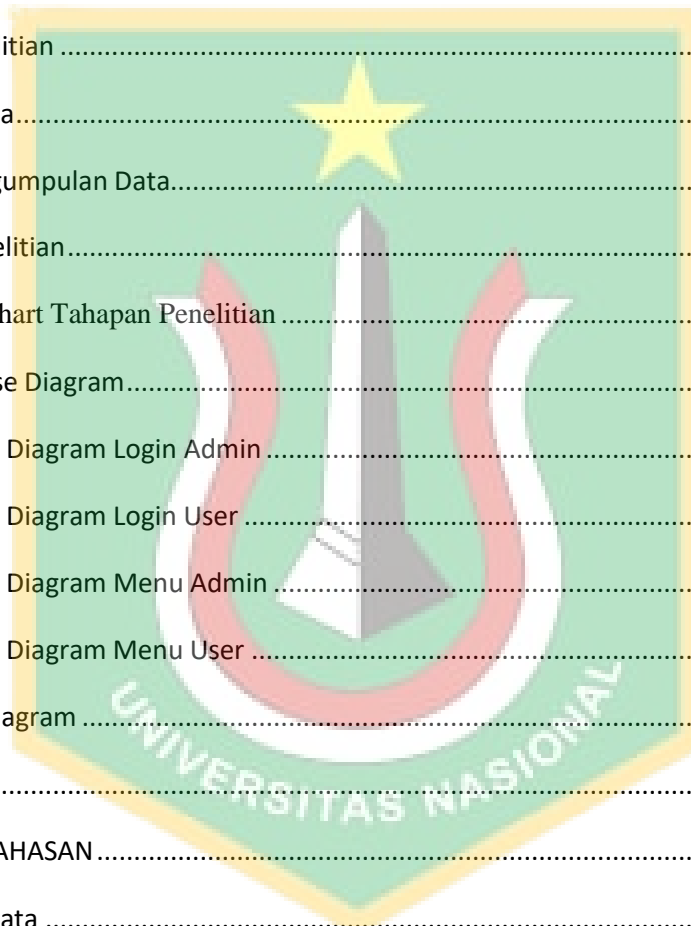 itian ........................................................................
a..............................................................................
gumpulan Data...........................................................
elitian........................................................................
hart Tahapan Penelitian ...............................................
se Diagram.................................................................
Diagram Login Admin ..................................................
Diagram Login User .....................................................
Diagram Menu Admin .................................................
Diagram Menu User ....................................................
agram ........................................................................
................................................................................
AHASAN.....................................................................
ata ............................................................................
UNIVERSITAS NASIONAL